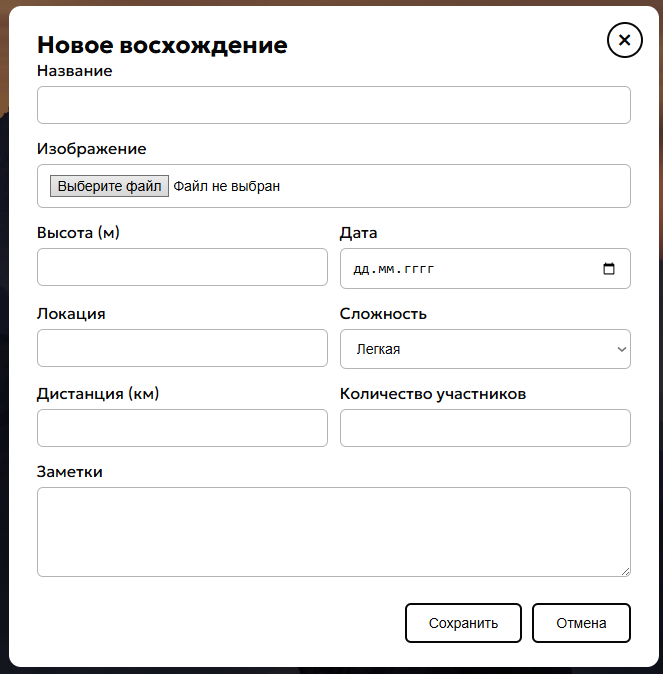 Новое восхождение
Название
Изображение
Выберите файл Файл не выбран
Высота (м) Дата
дд.мм.гггг
Локация Сложность
Легкая
Дистанция (км) Количество участников
Заметки
Сохранить Отмена